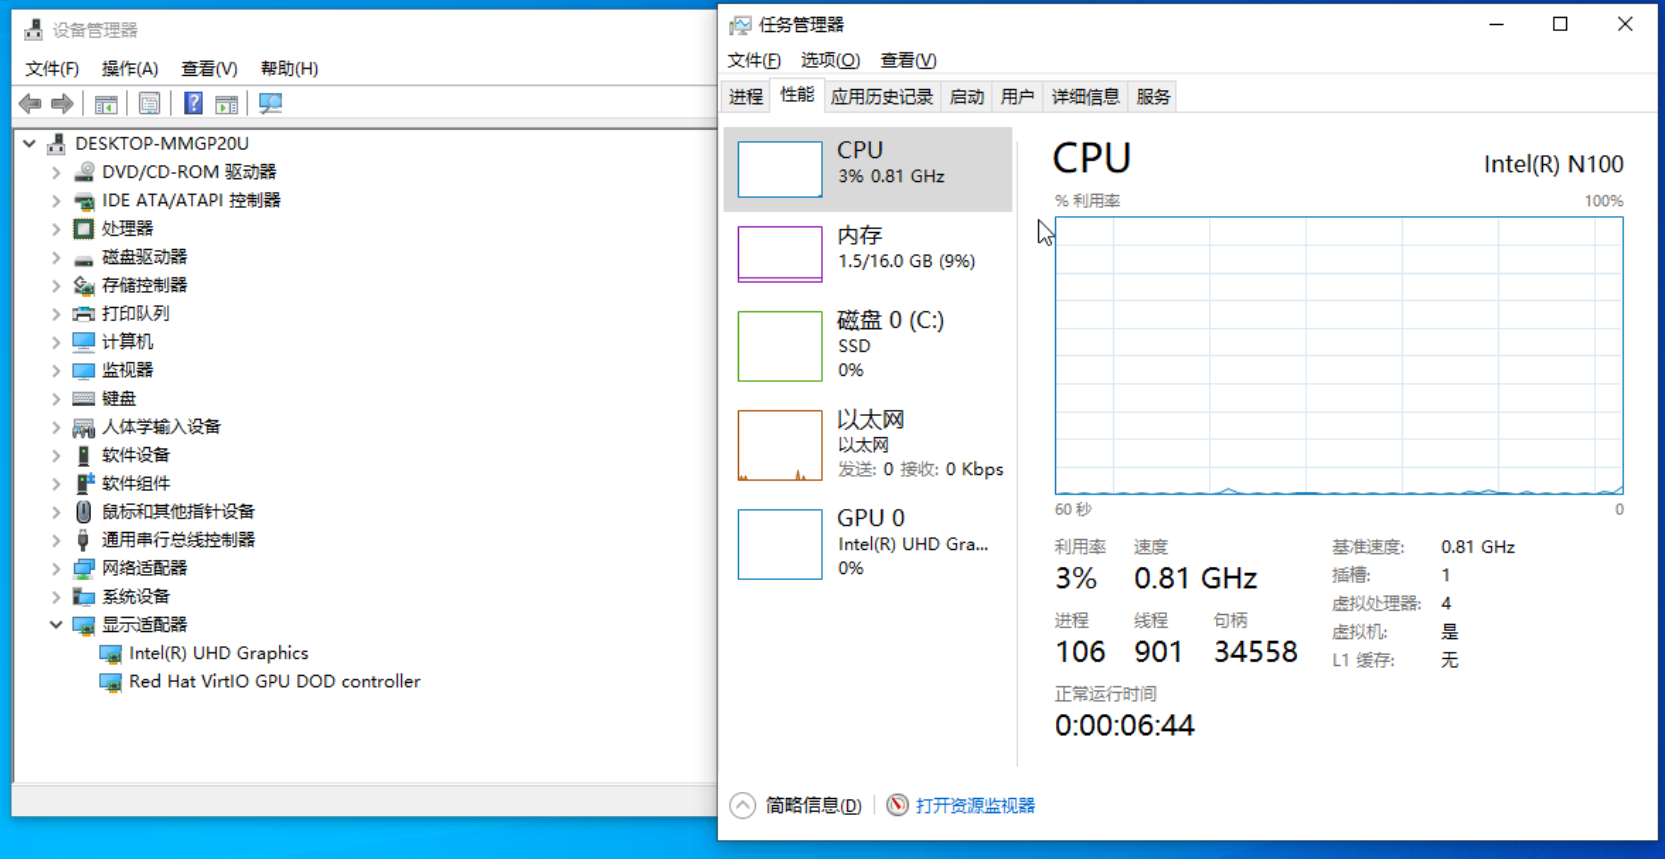 设备管理器
文件(F) 操作(A) 查看(V) 帮助(H)
DESKTOP-MMGP20U
DVD/CD-ROM 驱动器
IDE ATA/ATAPI 控制器
处理器
磁盘驱动器
存储控制器
打印队列
计算机
监视器
键盘
人体学输入设备
软件设备
软件组件
鼠标和其他指针设备
通用串行总线控制器
网络适配器
系统设备
显示适配器
Intel(R) UHD Graphics
Red Hat VirtIO GPU DOD controller
任务管理器
文件(F) 选项(O) 查看(V)
进程 性能 应用历史记录 启动 用户 详细信息 服务
CPU
3% 0.81 GHz
内存
1.5/16.0 GB (9%)
磁盘 0 (C:)
SSD
0%
以太网
以太网
发送: 0 接收: 0 Kbps
GPU 0
Intel(R) UHD Gra...
0%
CPU Intel(R) N100
% 利用率 100%
60 秒 0
利用率 速度
3% 0.81 GHz
进程 线程 句柄
106 901 34558
正常运行时间
0:00:06:44
基准速度: 0.81 GHz
插槽: 1
虚拟处理器: 4
虚拟机: 是
L1 缓存: 无
简略信息(D) 打开资源监视器